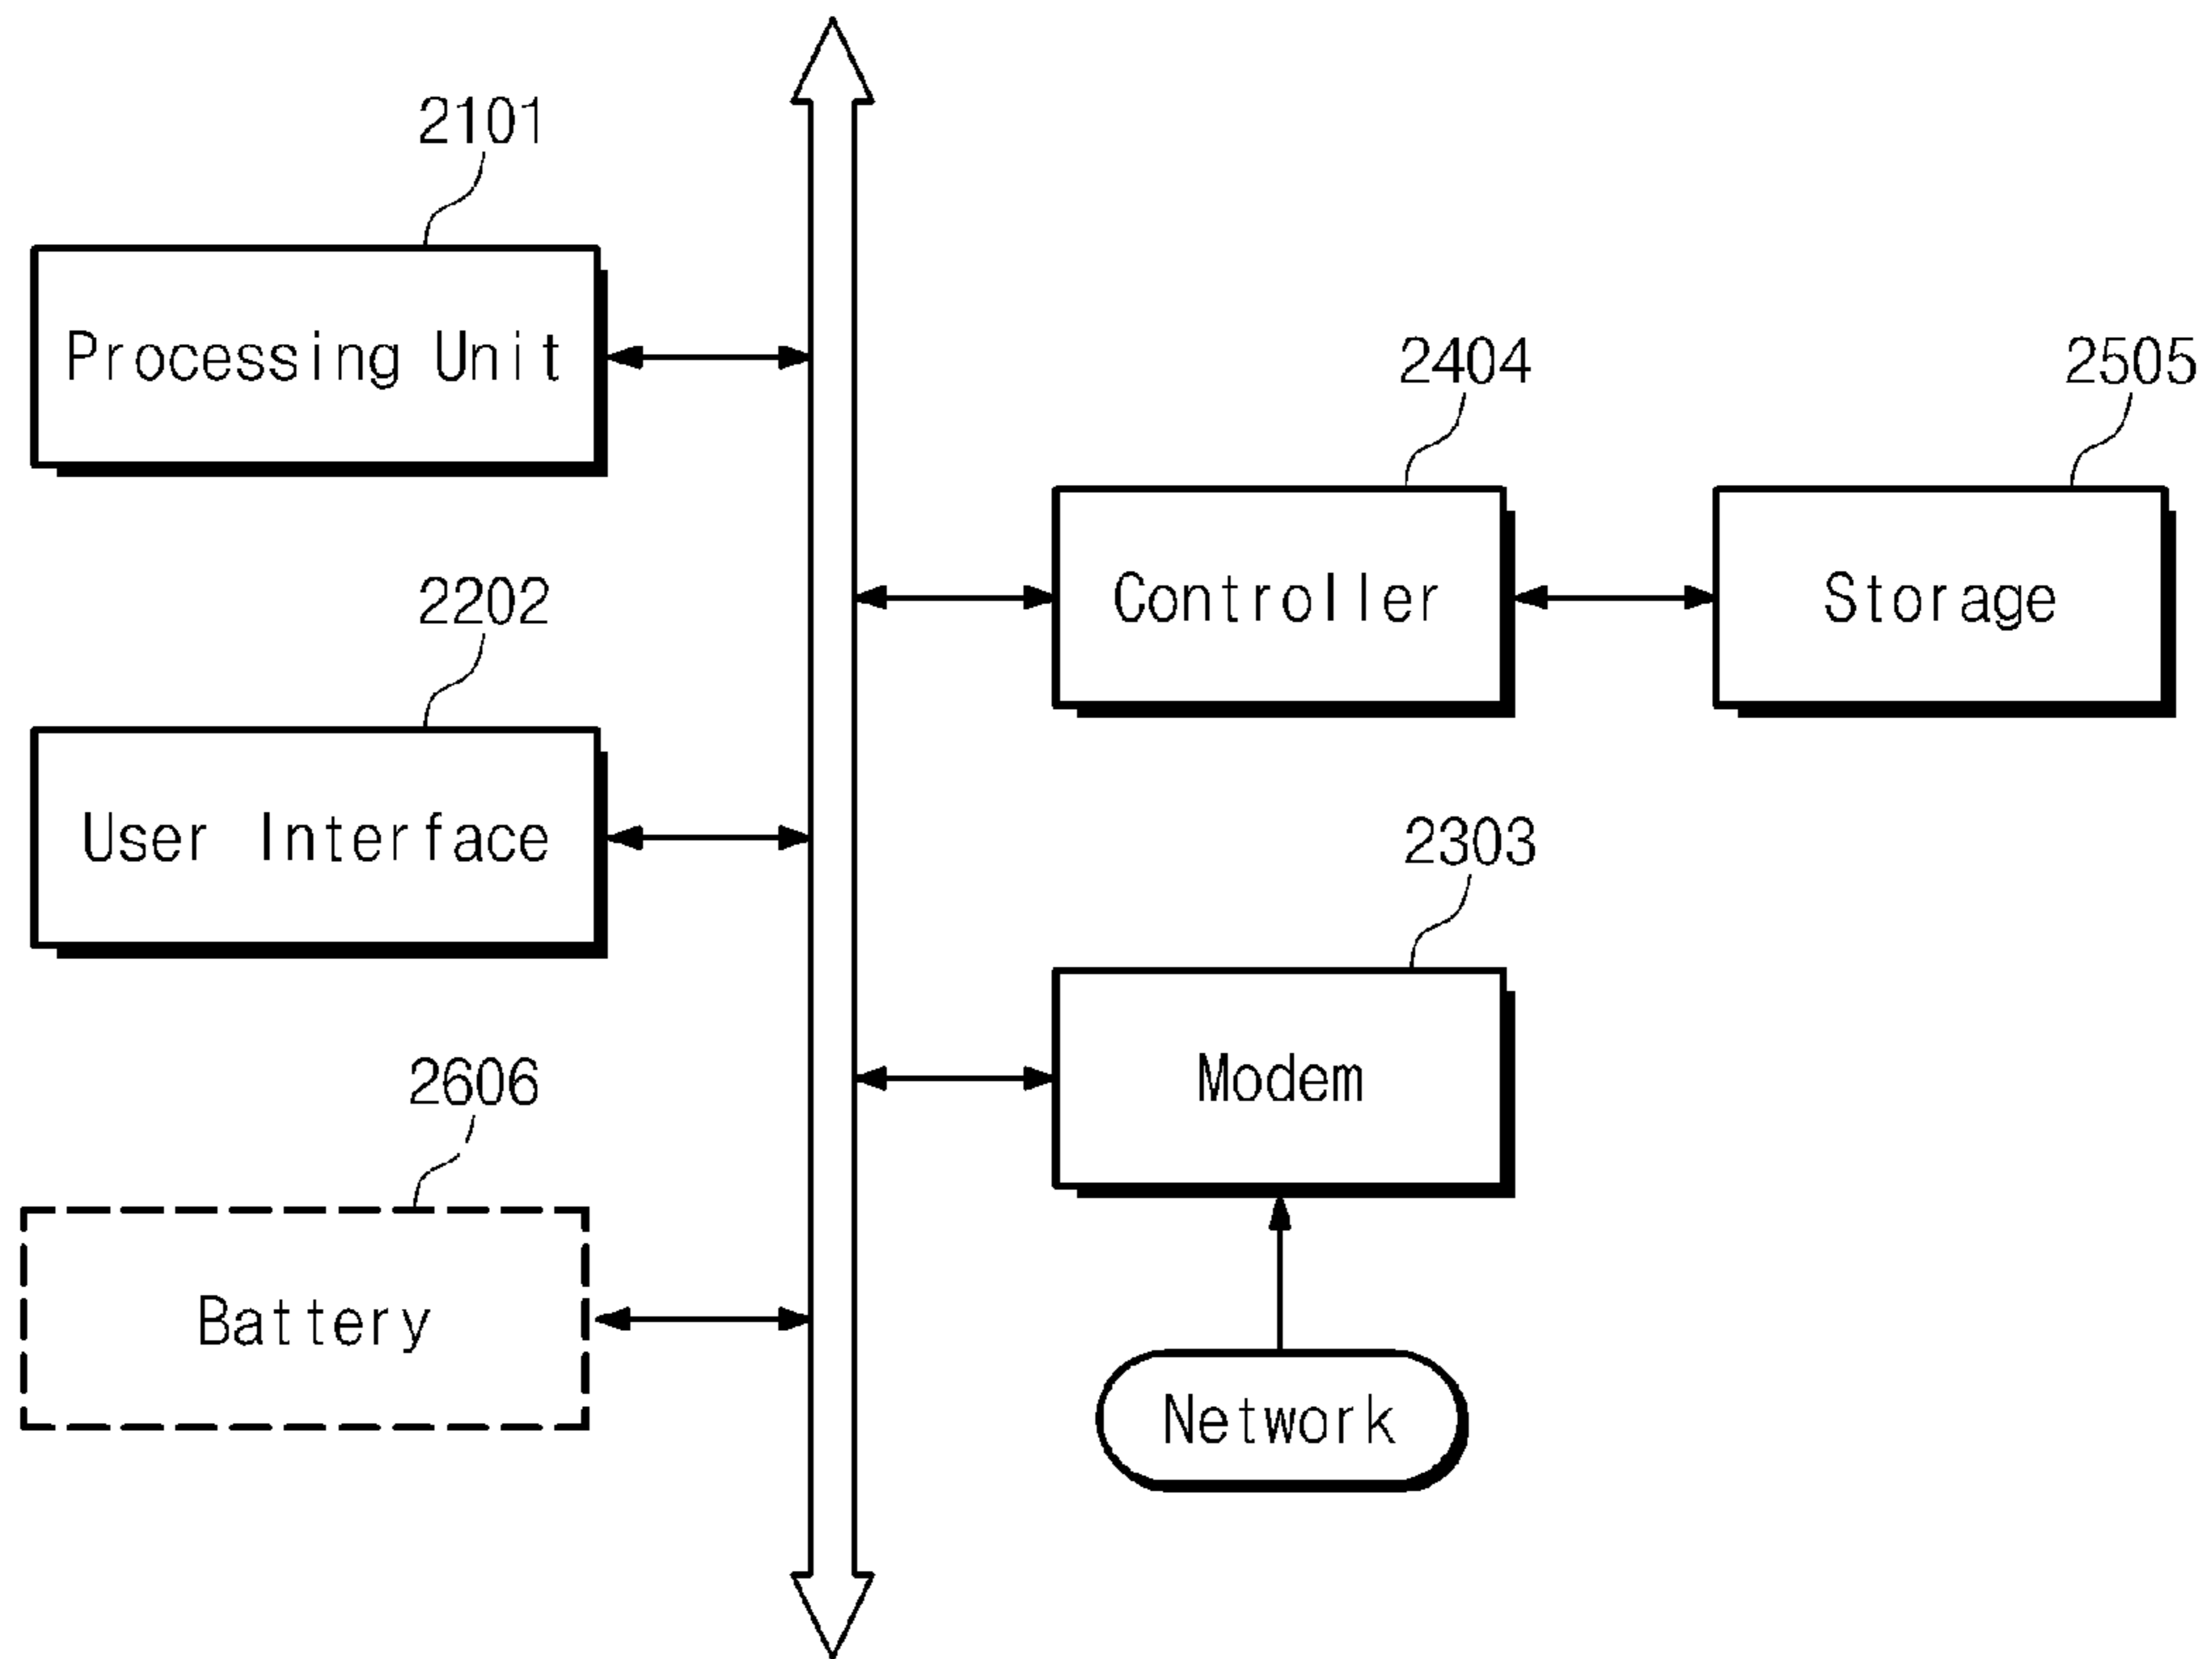 2101
Processing Unit
2404
2505
Controller
Storage
2202
User Interface
2303
Modem
2606
Battery
Network